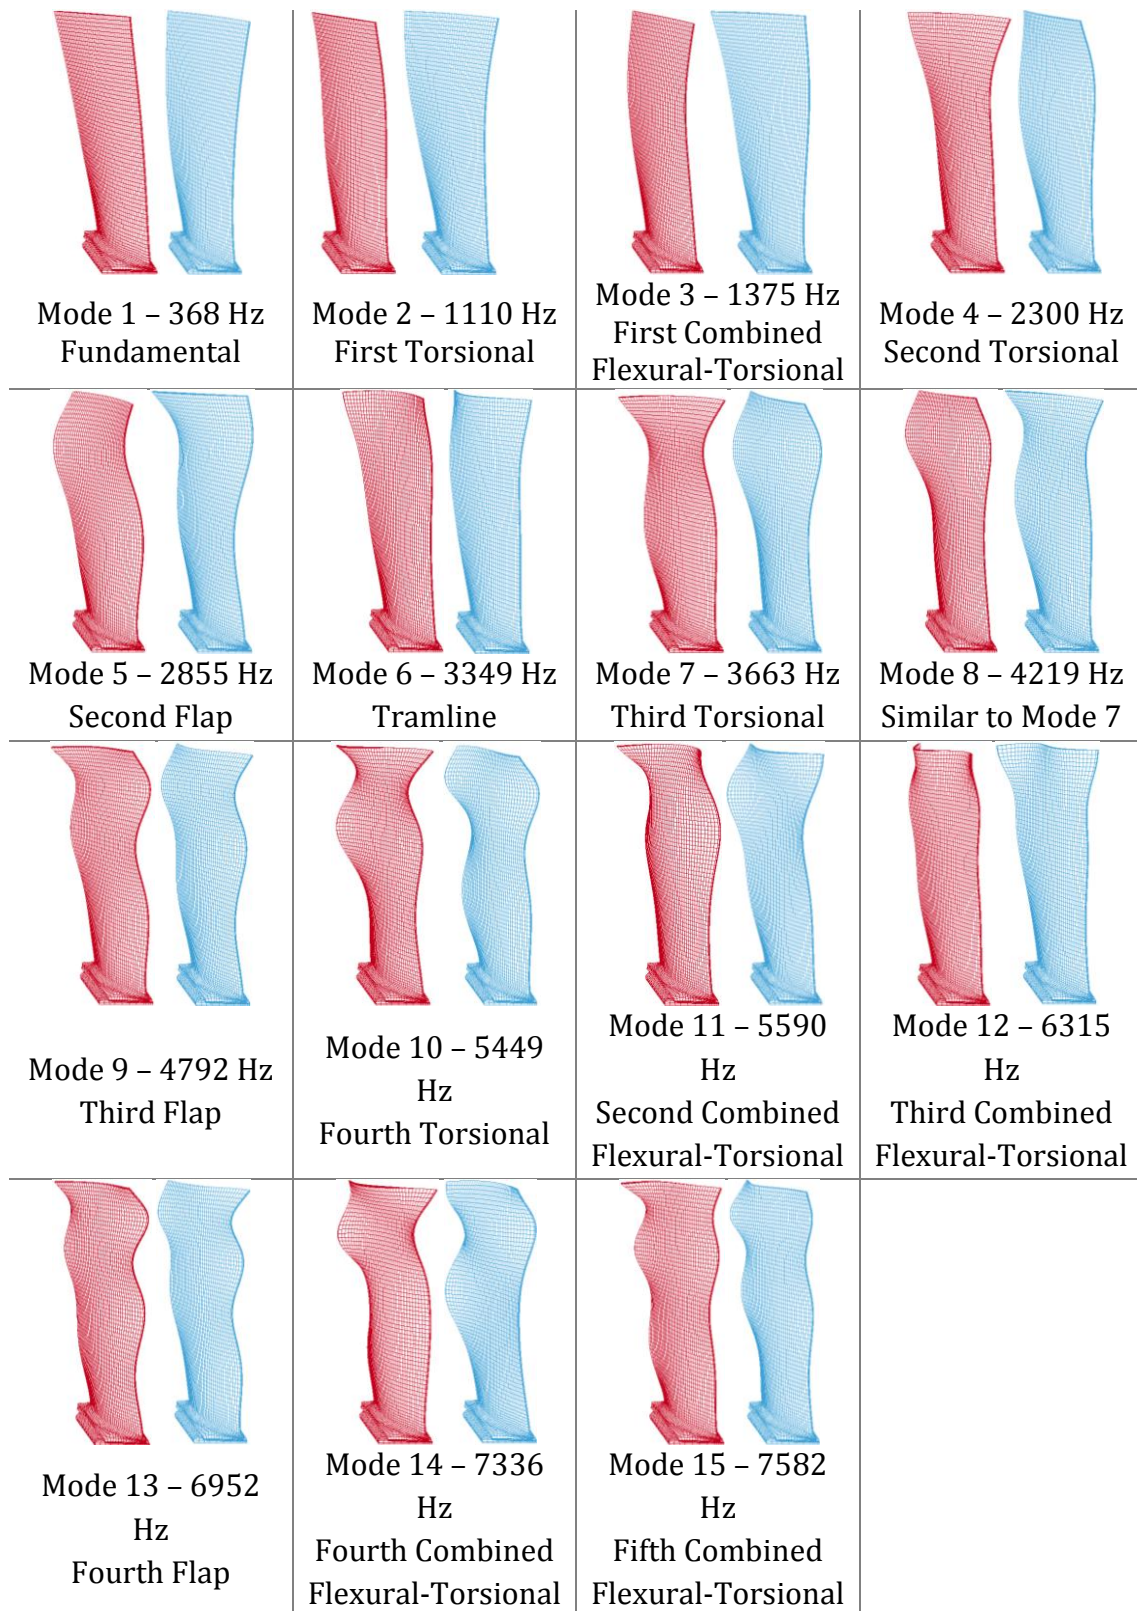 Mode 1 – 368 Hz
Fundamental
Mode 2 – 1110 Hz
First Torsional
Mode 3 – 1375 Hz
First Combined
Flexural-Torsional
Mode 4 – 2300 Hz
Second Torsional
Mode 5 – 2855 Hz
Second Flap
Mode 6 – 3349 Hz
Tramline
Mode 7 – 3663 Hz
Third Torsional
Mode 8 – 4219 Hz
Similar to Mode 7
Mode 9 – 4792 Hz
Third Flap
Mode 10 – 5449
Hz
Fourth Torsional
Mode 11 – 5590
Hz
Second Combined
Flexural-Torsional
Mode 12 – 6315
Hz
Third Combined
Flexural-Torsional
Mode 13 – 6952
Hz
Fourth Flap
Mode 14 – 7336
Hz
Fourth Combined
Flexural-Torsional
Mode 15 – 7582
Hz
Fifth Combined
Flexural-Torsional